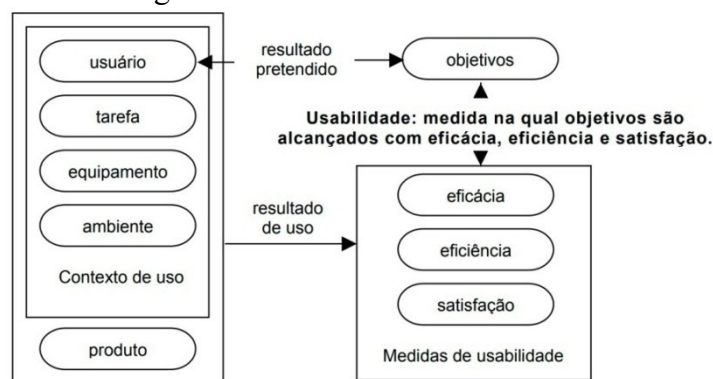 usuário
tarefa
equipamento
ambiente
Contexto de uso
produto
resultado
pretendido
objetivos
Usabilidade: medida na qual objetivos são
alcançados com eficácia, eficiência e satisfação.
resultado
de uso
eficácia
eficiência
satisfação
Medidas de usabilidade